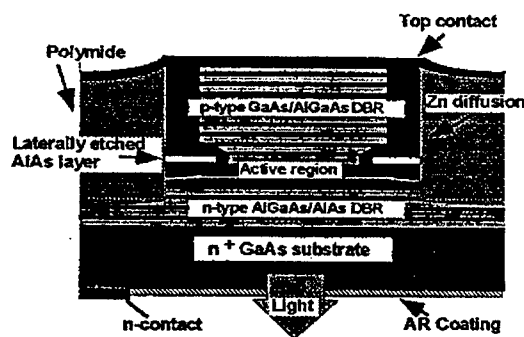 Top contact
Polymide
p-type GaAs/AlGaAs DBR
Zn diffusion
Laterally etched
AlAs layer
Active region
n-type AlGaAs/AlAs DBR
n + GaAs substrate
Light
n-contact
AR Coating